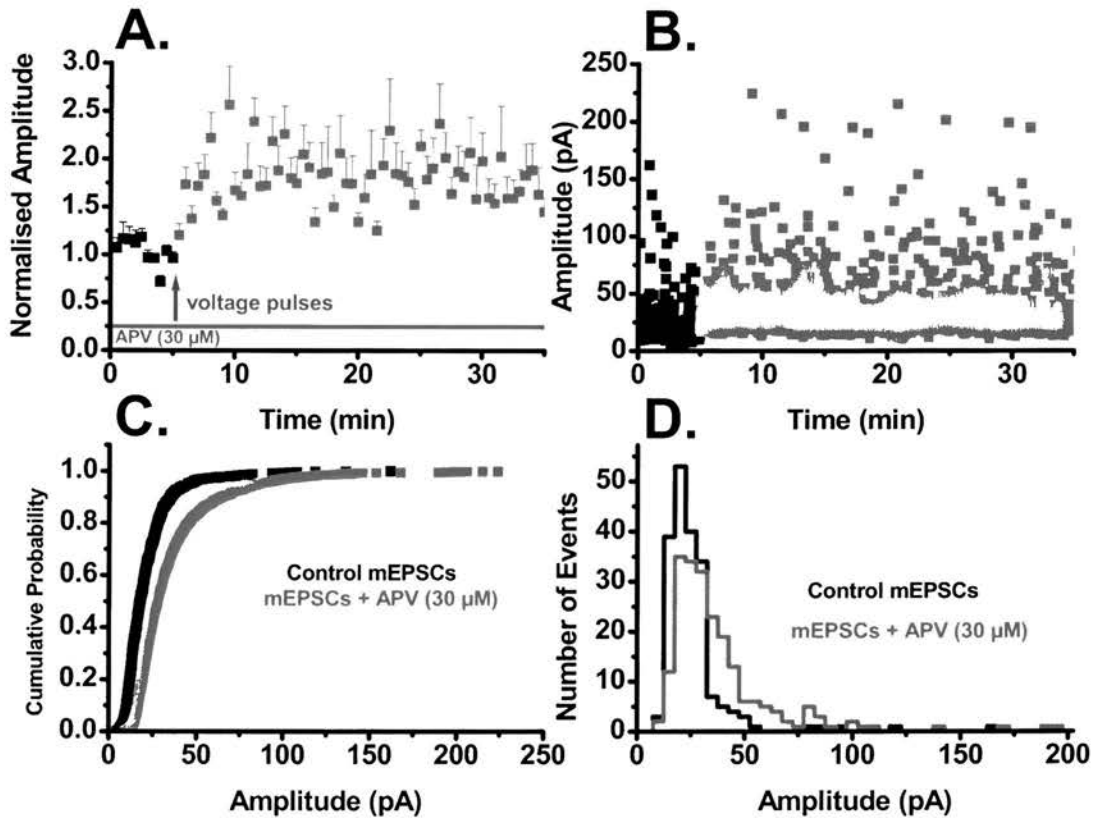 A.
Normalised Amplitude
3.0
2.5
2.0
1.5
1.0
0.5
0.0
voltage pulses
APV (30 µM)
0 10 20 30
Time (min)
B.
Amplitude (pA)
250
200
150
100
50
0
0 10 20 30
Time (min)
C.
Cumulative Probability
1.0
0.8
0.6
0.4
0.2
0.0
Control mEPSCs
mEPSCs + APV (30 µM)
0 50 100 150 200 250
Amplitude (pA)
D.
Number of Events
50
40
30
20
10
0
Control mEPSCs
mEPSCs + APV (30 µM)
0 50 100 150 200
Amplitude (pA)